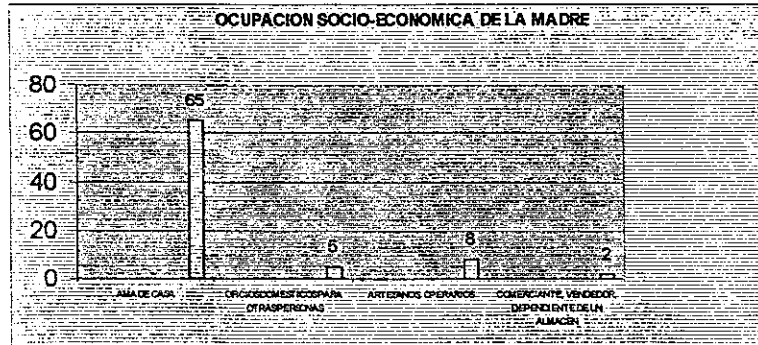 OCUPACION SOCIO-ECONOMICA DE LA MADRE
80
65
60
40
20
5
8
2
0
AMA DE CASA
OFICIOS DOMESTICOS PARA
OTRAS PERSONAS
ARTEZANOS, OPERARIOS
COMERCIANTE, VENDEDOR,
DEPENDIENTE DE UN
ALMACEN